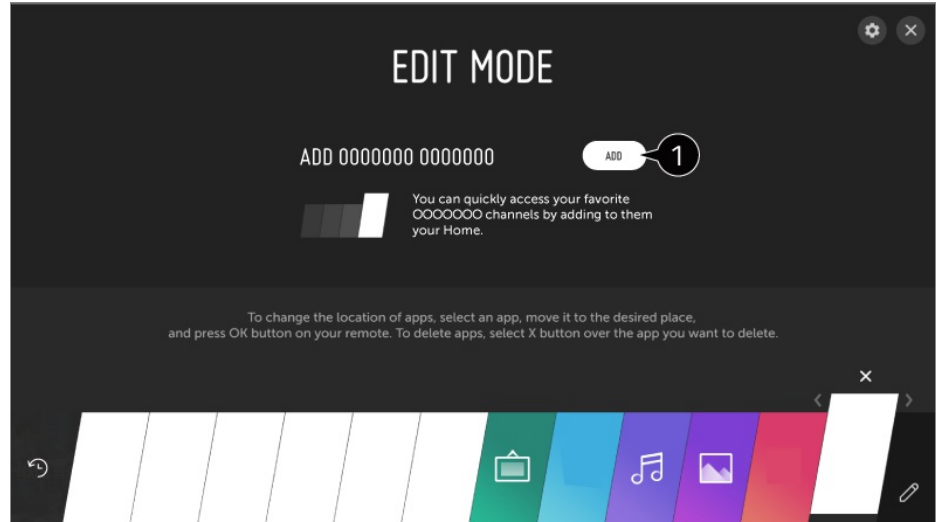 EDIT MODE
ADD OOOOOOO OOOOOOO
ADD
1
You can quickly access your favorite
OOOOOOO channels by adding to them
your Home.
To change the location of apps, select an app, move it to the desired place,
and press OK button on your remote. To delete apps, select X button over the app you want to delete.